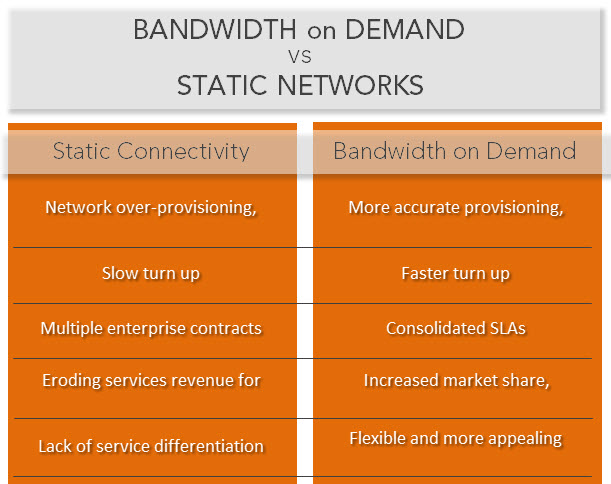 BANDWIDTH on DEMAND
vs
STATIC NETWORKS
Static Connectivity
Bandwidth on Demand
Network over-provisioning,
More accurate provisioning,
Slow turn up
Faster turn up
Multiple enterprise contracts
Consolidated SLAs
Eroding services revenue for
Increased market share,
Lack of service differentiation
Flexible and more appealing